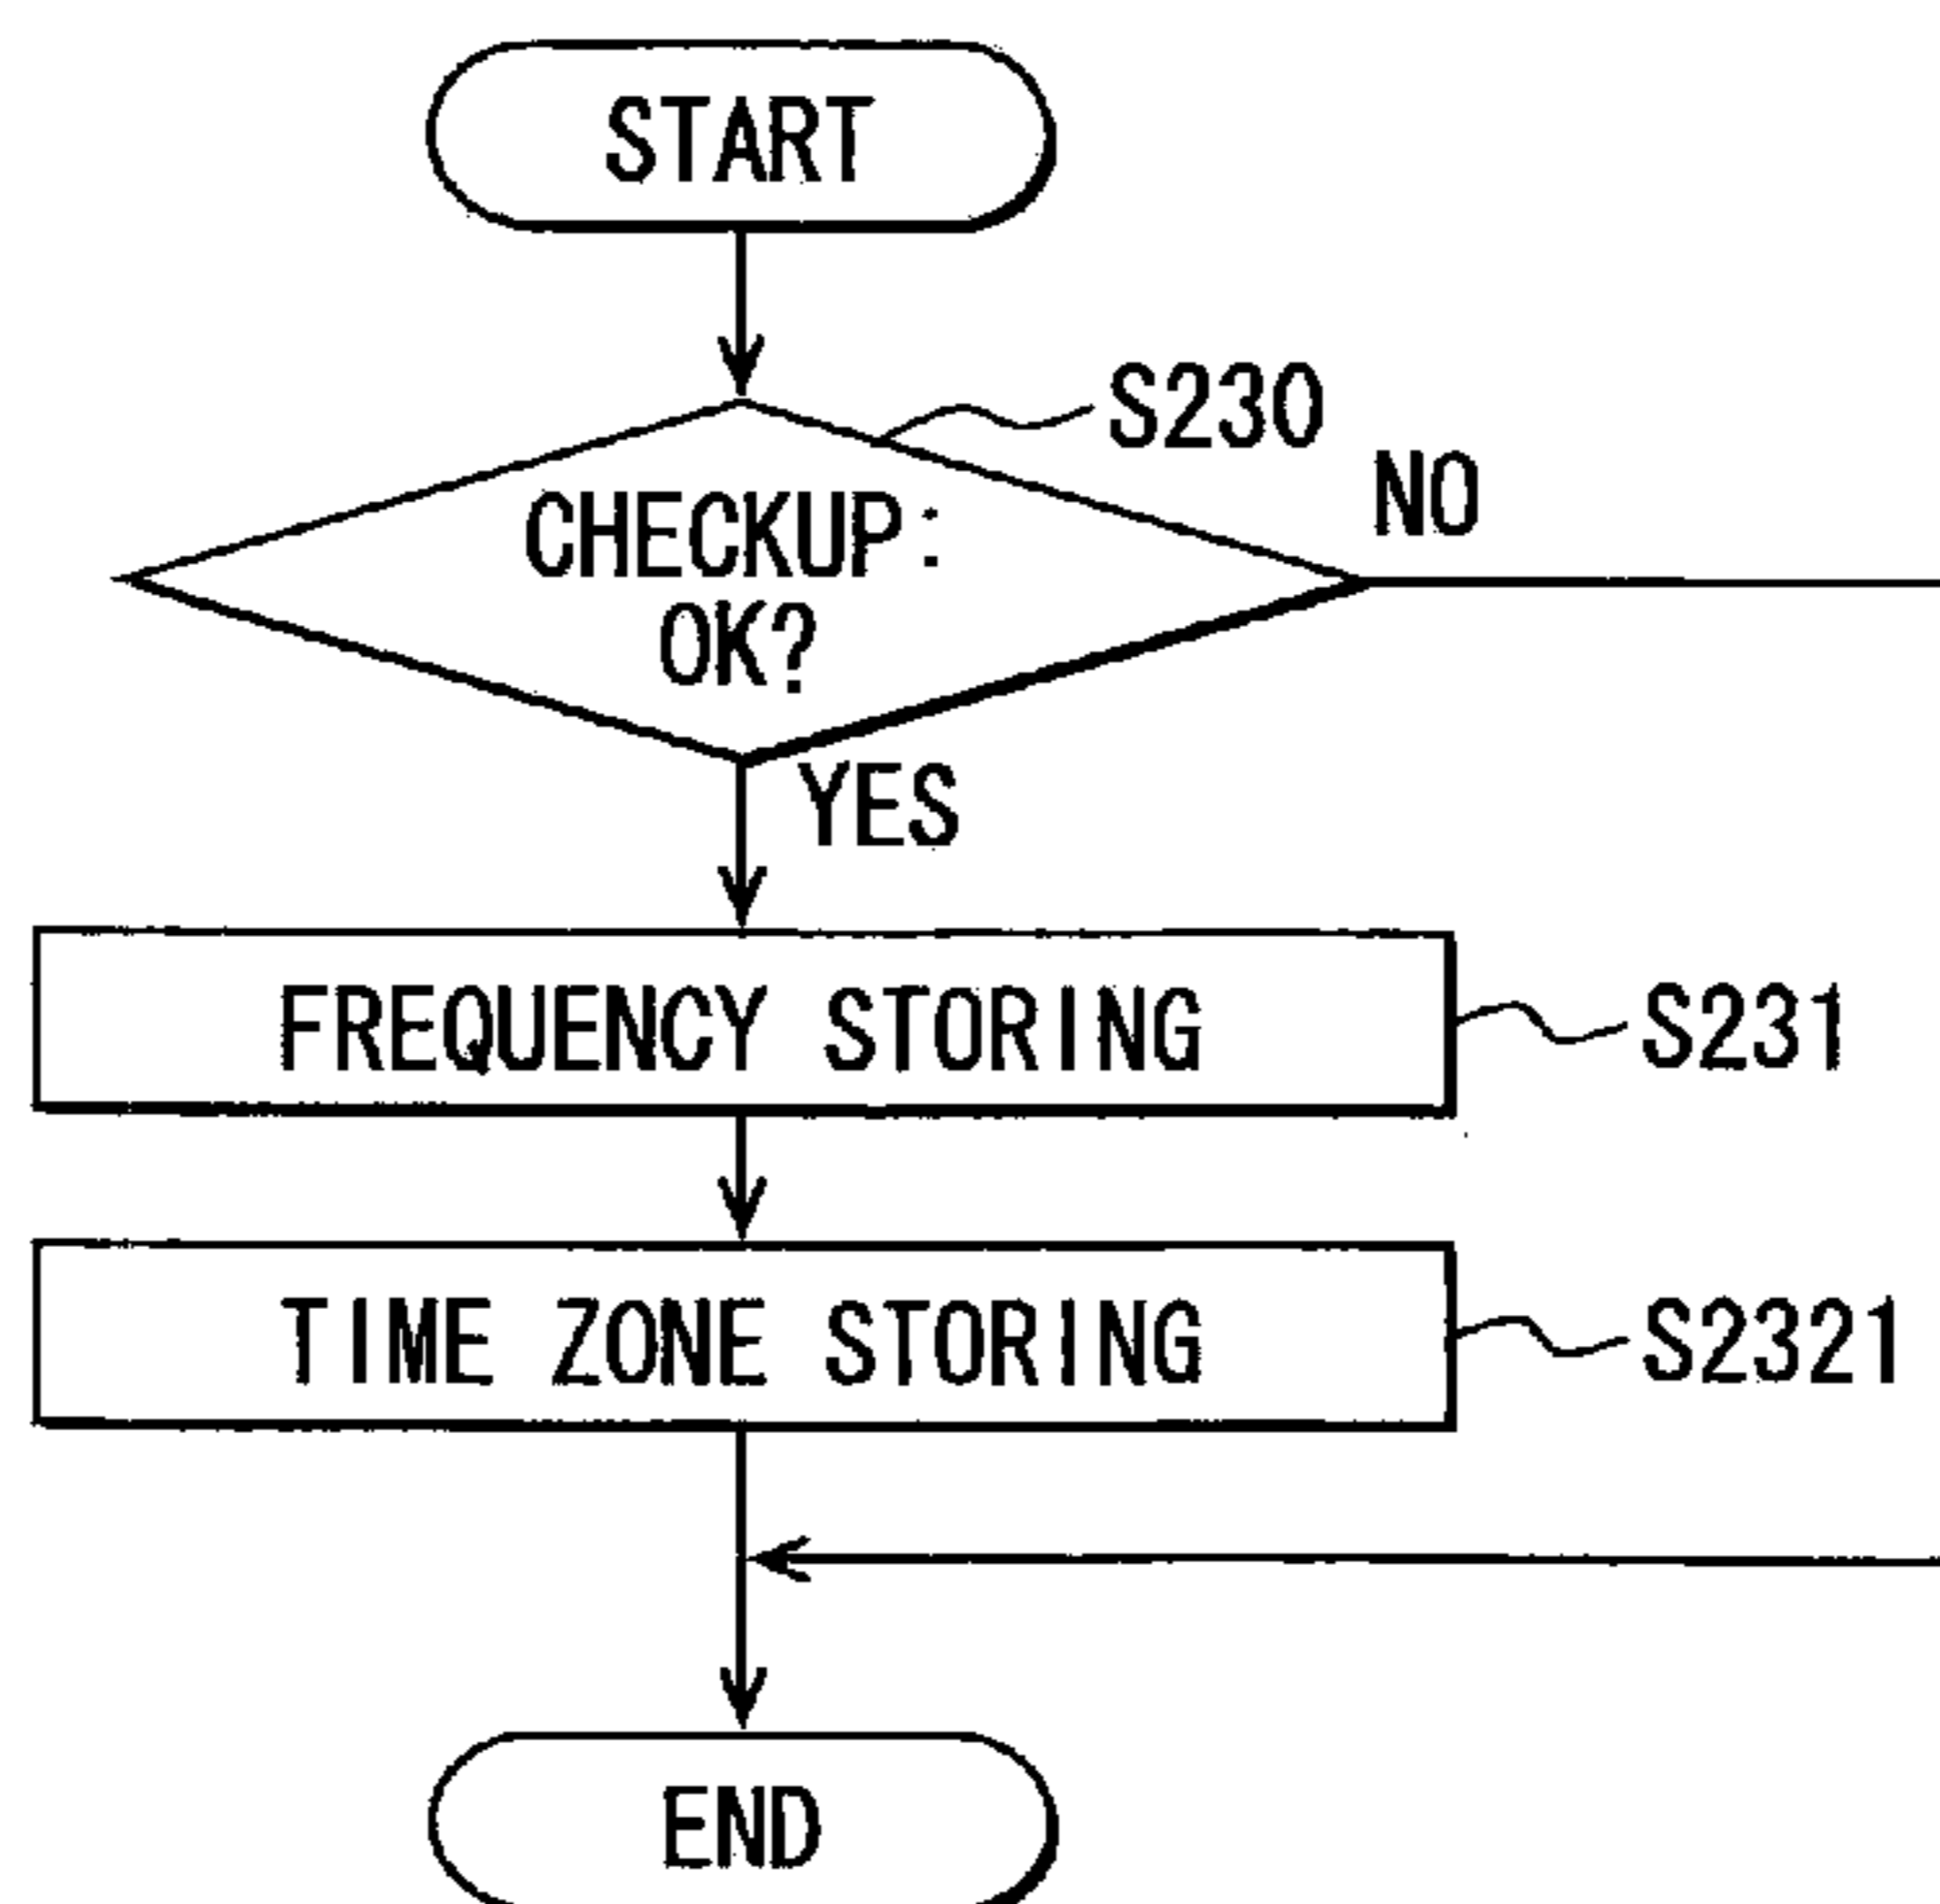 START
S230
NO
CHECKUP:
OK?
YES
FREQUENCY STORING
S231
TIME ZONE STORING
S2321
END